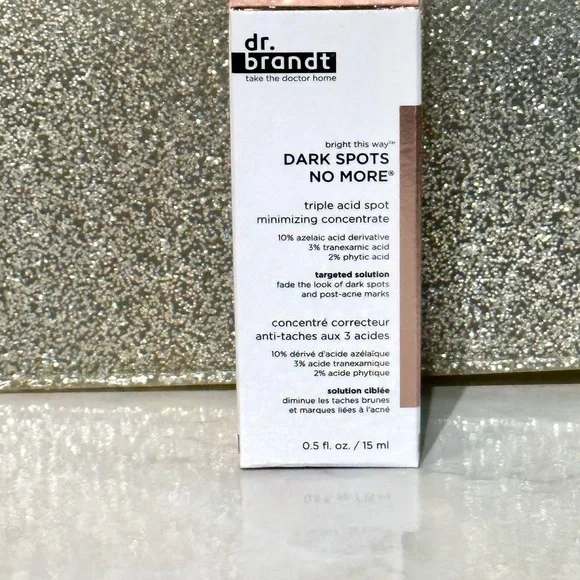 dr.
brandt
take the doctor home
bright this way™
DARK SPOTS
NO MORE®
triple acid spot
minimizing concentrate
10% azelaic acid derivative
3% tranexamic acid
2% phytic acid
targeted solution
fade the look of dark spots
and post-acne marks
concentré correcteur
anti-taches aux 3 acides
10% dérivé d'acide azélaïque
3% acide tranexamique
2% acide phytique
solution ciblée
diminue les taches brunes
et marques liées à l'acné
0.5 fl. oz. / 15 ml